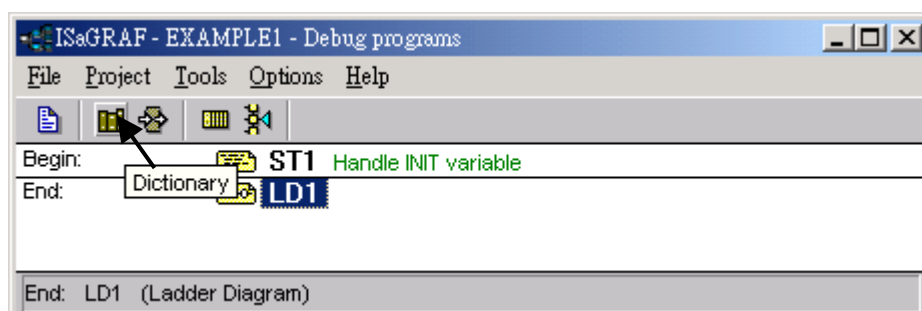 ISaGRAF - EXAMPLE1 - Debug programs
File Project Tools Options Help
Begin: ST1 Handle INIT variable
Dictionary
End: LD1
End: LD1 (Ladder Diagram)